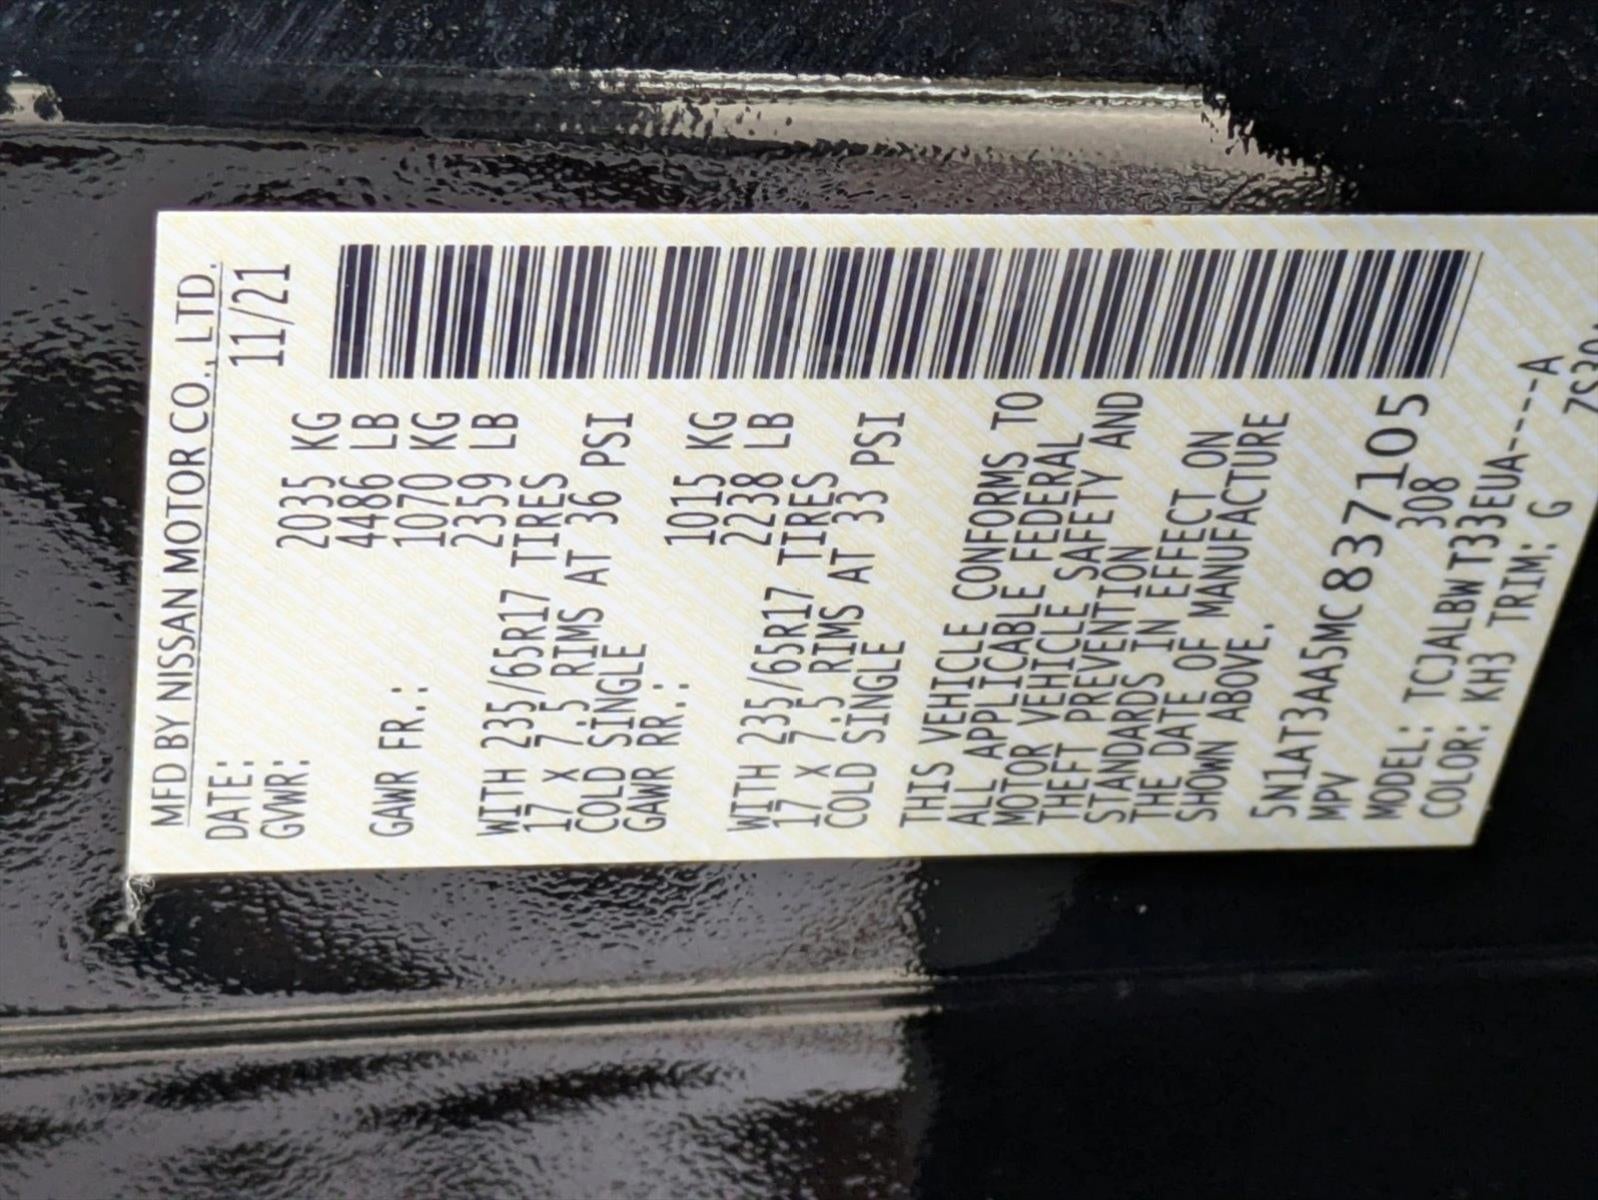 MFD BY NISSAN MOTOR CO., LTD.
DATE: 11/21
GVWR: 2035 KG
4486 LB
GAWR FR.: 1070 KG
2359 LB
WITH 235/65R17 TIRES
17 X 7.5 RIMS AT 36 PSI
COLD SINGLE
GAWR RR.: 1015 KG
2238 LB
WITH 235/65R17 TIRES
17 X 7.5 RIMS AT 33 PSI
COLD SINGLE
THIS VEHICLE CONFORMS TO
ALL APPLICABLE FEDERAL
MOTOR VEHICLE SAFETY AND
THEFT PREVENTION
STANDARDS IN EFFECT ON
THE DATE OF MANUFACTURE
SHOWN ABOVE.
5N1AT3AA5MC837105
MPV 308
MODEL: TCJALBWT33EUA-----A
COLOR: KH3 TRIM: G